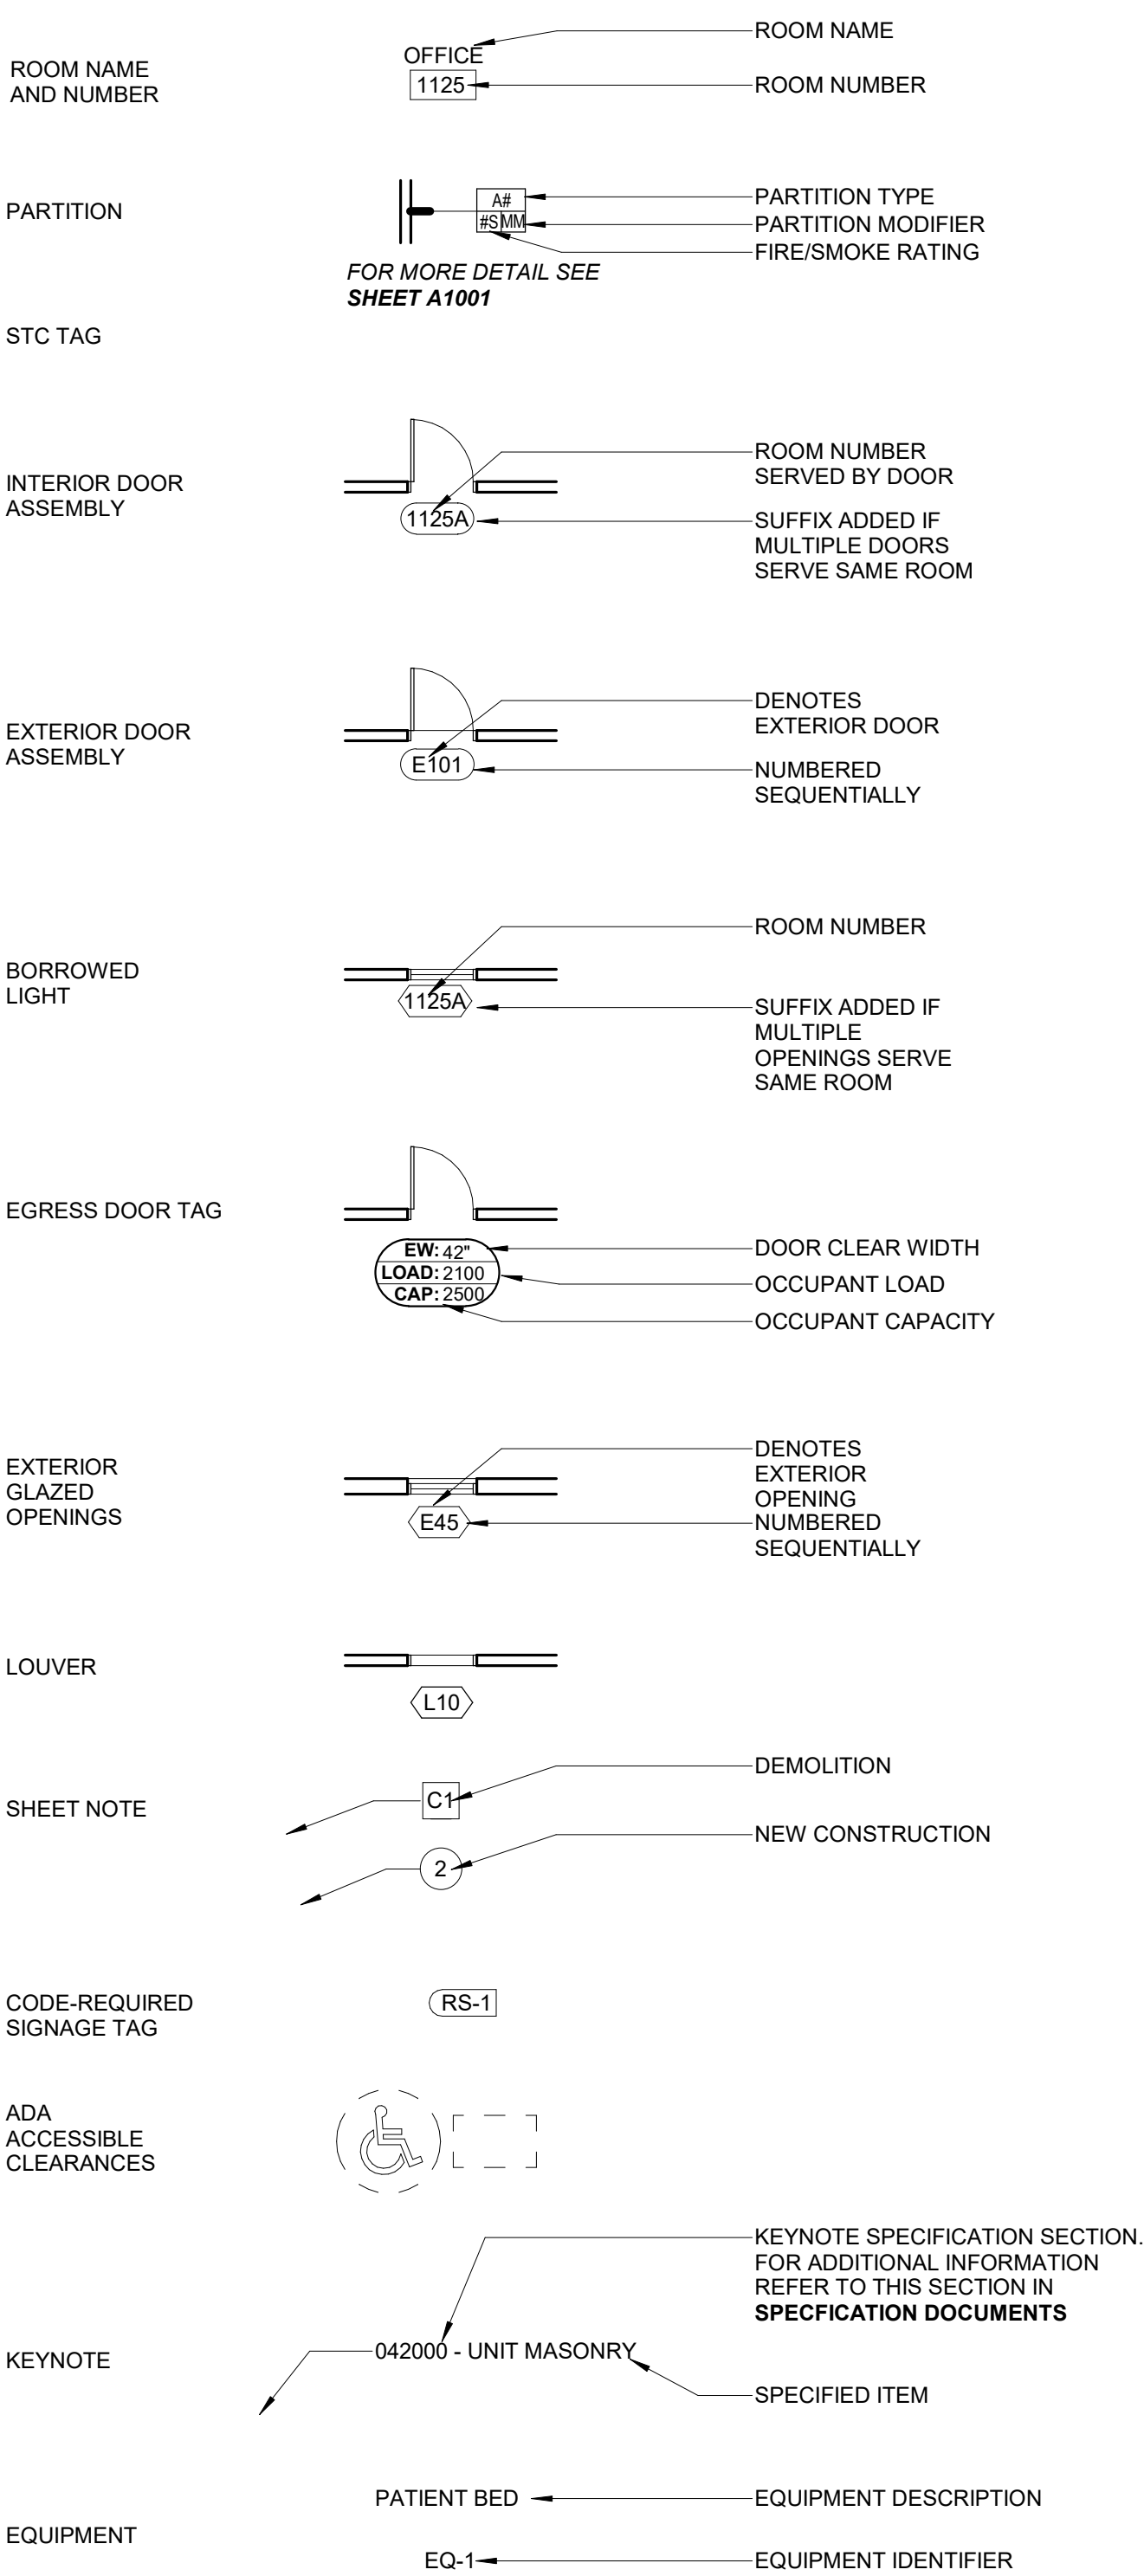 ROOM NAME
AND NUMBER
OFFICE
1125
ROOM NAME
ROOM NUMBER
PARTITION
A#
#S MM
PARTITION TYPE
PARTITION MODIFIER
FIRE/SMOKE RATING
FOR MORE DETAIL SEE
SHEET A1001
STC TAG
INTERIOR DOOR
ASSEMBLY
1125A
ROOM NUMBER
SERVED BY DOOR
SUFFIX ADDED IF
MULTIPLE DOORS
SERVE SAME ROOM
EXTERIOR DOOR
ASSEMBLY
E101
DENOTES
EXTERIOR DOOR
NUMBERED
SEQUENTIALLY
BORROWED
LIGHT
1125A
ROOM NUMBER
SUFFIX ADDED IF
MULTIPLE
OPENINGS SERVE
SAME ROOM
EGRESS DOOR TAG
EW: 42"
LOAD: 2100
CAP: 2500
DOOR CLEAR WIDTH
OCCUPANT LOAD
OCCUPANT CAPACITY
EXTERIOR
GLAZED
OPENINGS
E45
DENOTES
EXTERIOR
OPENING
NUMBERED
SEQUENTIALLY
LOUVER
L10
SHEET NOTE
C1
2
DEMOLITION
NEW CONSTRUCTION
CODE-REQUIRED
SIGNAGE TAG
RS-1
ADA
ACCESSIBLE
CLEARANCES
KEYNOTE
042000 - UNIT MASONRY
KEYNOTE SPECIFICATION SECTION.
FOR ADDITIONAL INFORMATION
REFER TO THIS SECTION IN
SPECFICATION DOCUMENTS
SPECIFIED ITEM
EQUIPMENT
PATIENT BED
EQUIPMENT DESCRIPTION
EQ-1
EQUIPMENT IDENTIFIER